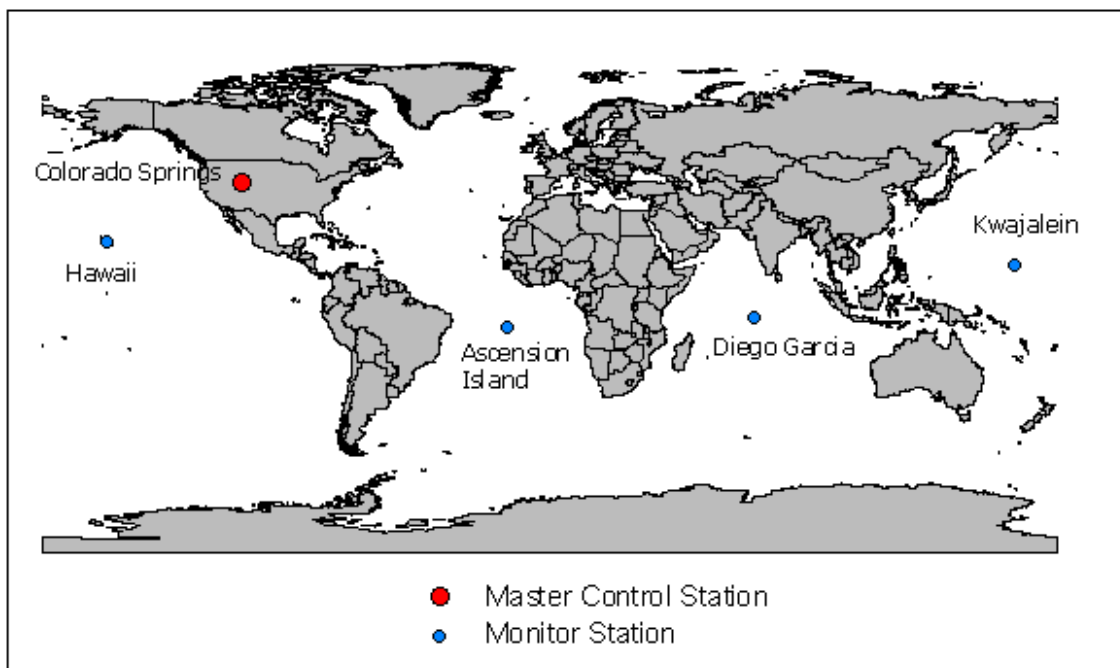 Colorado Springs
Hawaii
Ascension
Island
Diego Garcia
Kwajalein
Master Control Station
Monitor Station